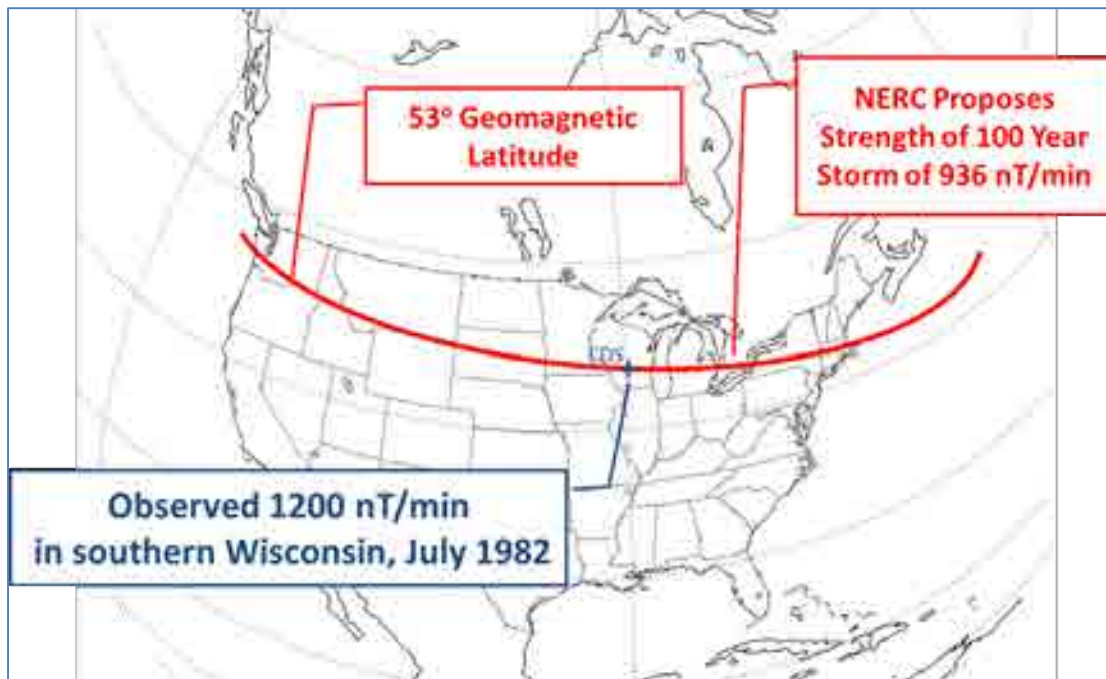 53° Geomagnetic
Latitude
NERC Proposes
Strength of 100 Year
Storm of 936 nT/min
Observed 1200 nT/min
in southern Wisconsin, July 1982